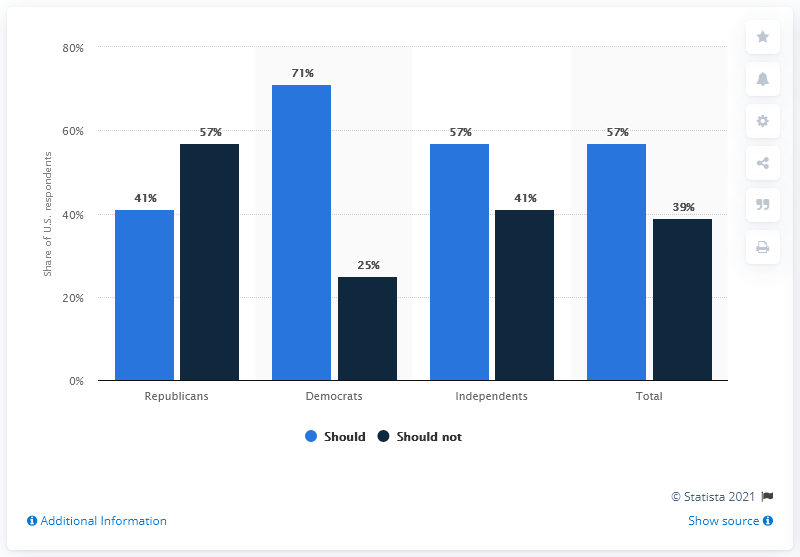 80%
60%
40%
20%
0%
Share of U.S. respondents
41%
57%
71%
25%
57%
41%
57%
39%
Republicans
Democrats
Independents
Total
Should
Should not
© Statista 2021
Additional Information
Show source